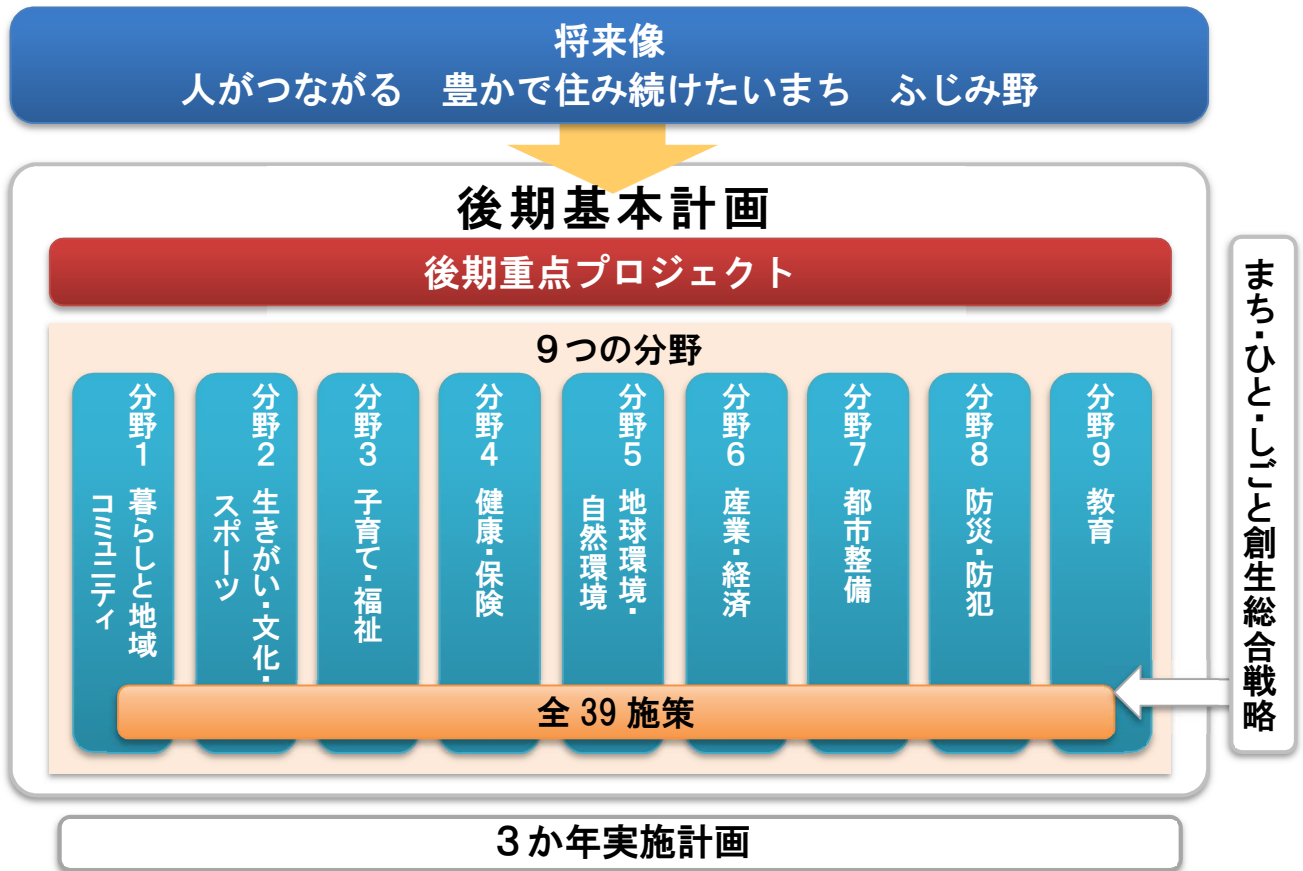 将来像
人がつながる　豊かで住み続けたいまち　ふじみ野
後期基本計画
後期重点プロジェクト
９つの分野
分野１　暮らしと地域
コミュニティ
分野２　生きがい・文化・
スポーツ
分野３　子育て・福祉
分野４　健康・保険
分野５　地球環境・
自然環境
分野６　産業・経済
分野７　都市整備
分野８　防災・防犯
分野９　教育
全 39 施策
まち・ひと・しごと創生総合戦略
３か年実施計画